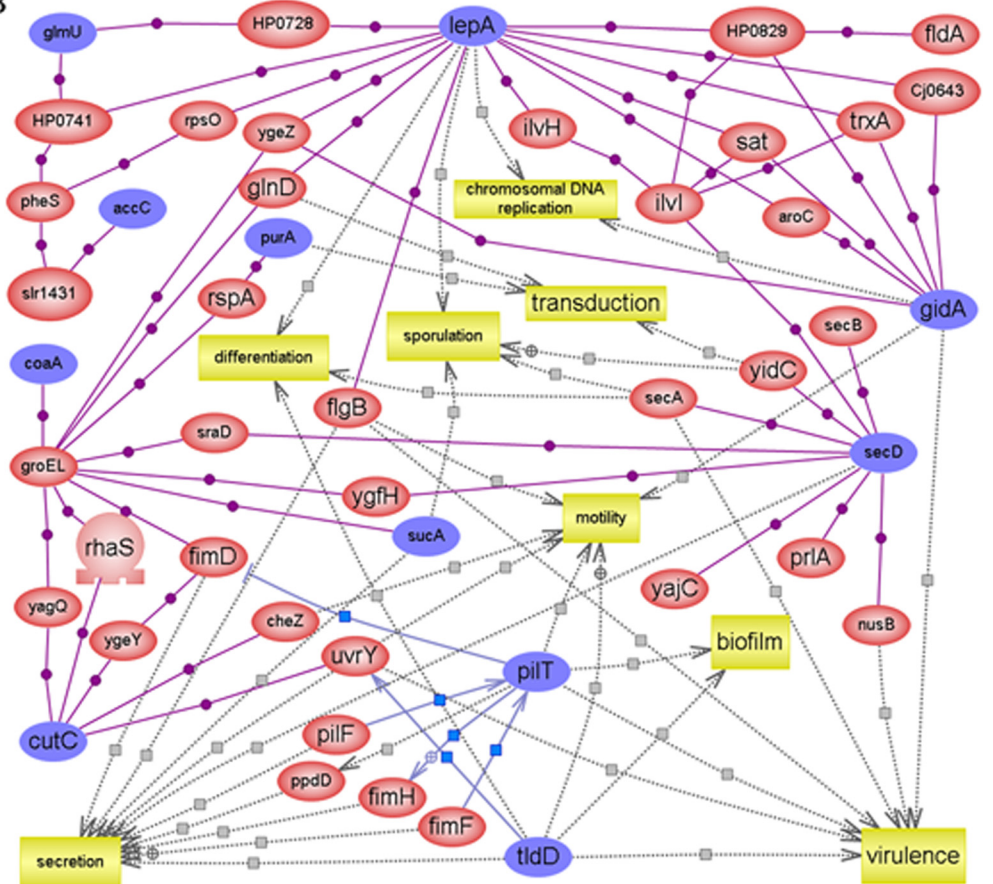 glmU
HP0728
lepA
HP0829
fldA
Cj0643
HP0741
rpsO
ygeZ
ilvH
sat
trxA
pheS
accC
glnD
chromosomal DNA
replication
ilvI
aroC
purA
slr1431
rspA
transduction
gidA
coaA
differentiation
sporulation
secB
yidC
flgB
secA
sraD
secD
groEL
ygfH
motility
sucA
rhaS
fimD
prlA
yajC
yagQ
cheZ
nusB
ygeY
uvrY
biofilm
pilT
cutC
pilF
ppdD
fimH
fimF
secretion
tldD
virulence